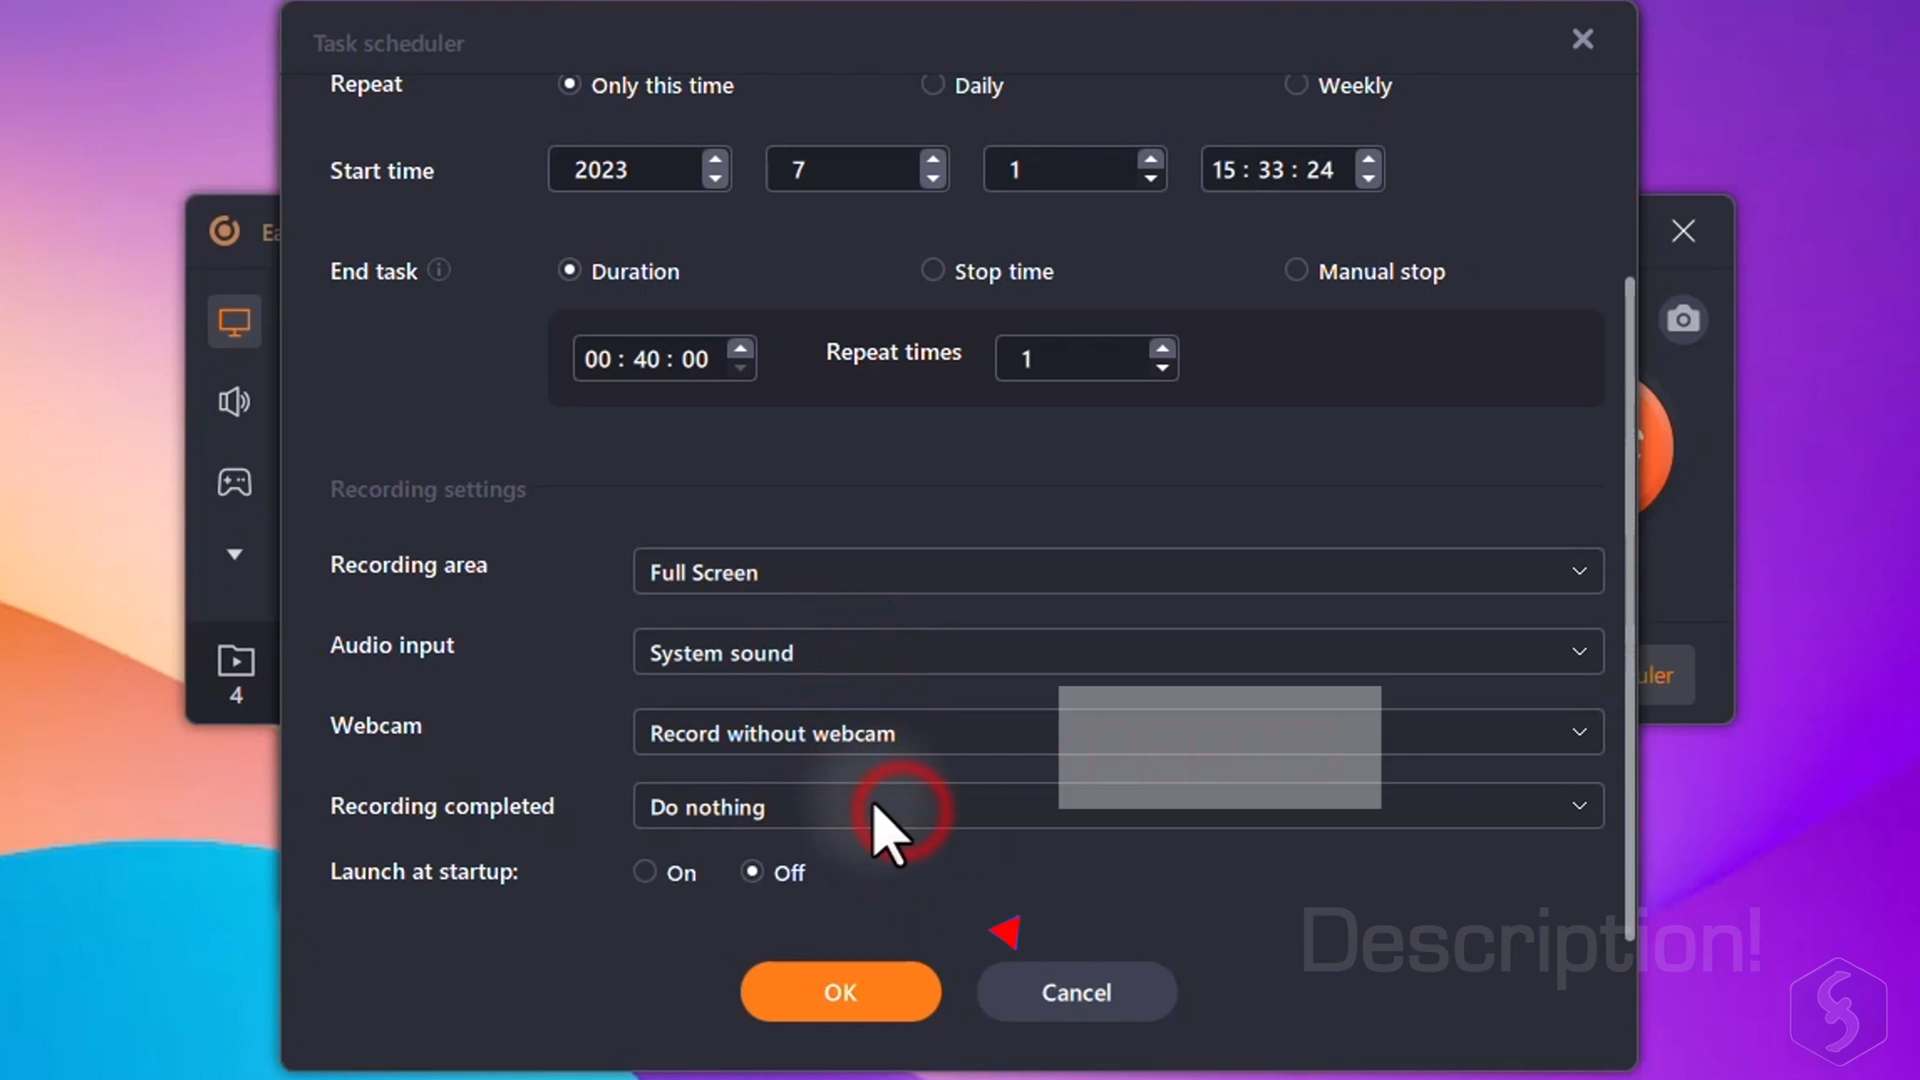 Task scheduler
Repeat Only this time Daily Weekly
Start time 2023 7 1 15 : 33 : 24
End task Duration Stop time Manual stop
00 : 40 : 00 Repeat times 1
Recording settings
Recording area Full Screen
Audio input System sound
Webcam Record without webcam
Recording completed Do nothing
Launch at startup: On Off
OK Cancel
4
Description!